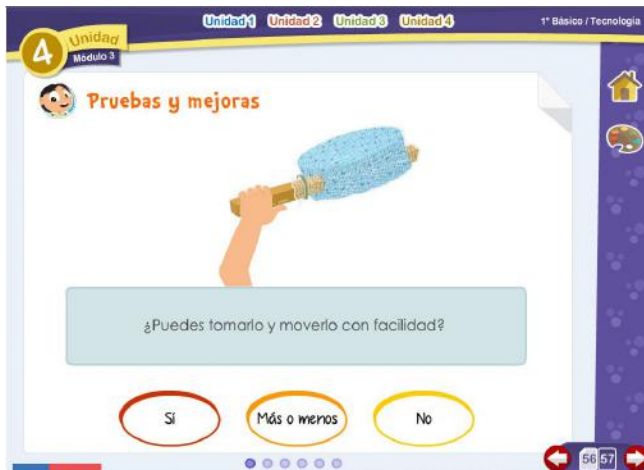 Unidad 1 Unidad 2 Unidad 3 Unidad 4
1° Básico / Tecnología
4 Unidad
Módulo 3
Pruebas y mejoras
¿Puedes tomarlo y moverlo con facilidad?
Sí Más o menos No
56 57